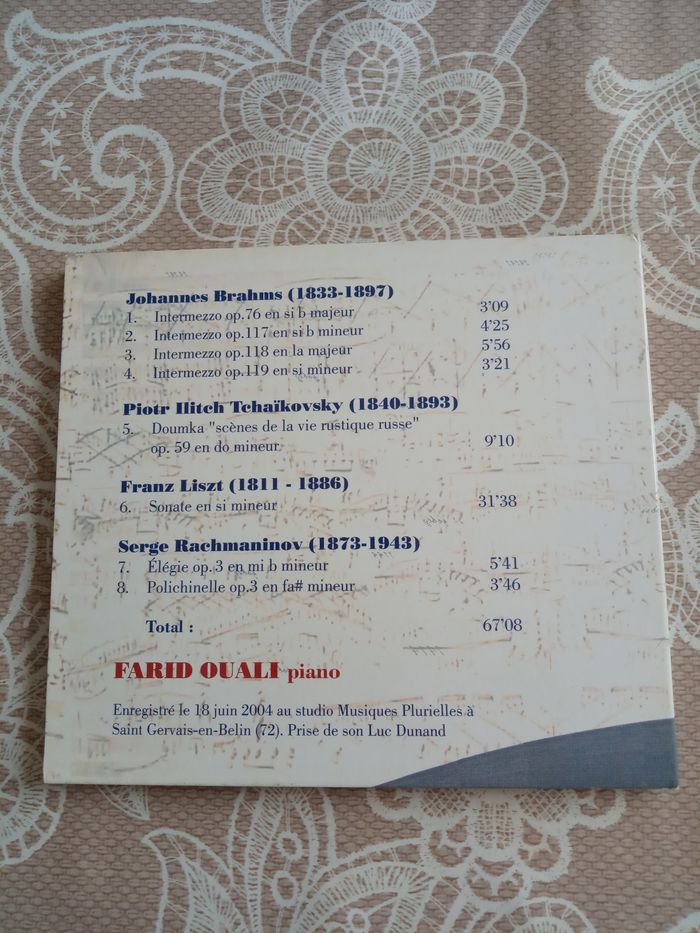 Johannes Brahms (1833-1897)
1. Intermezzo op.76 en si b majeur 3'09
2. Intermezzo op.117 en si b mineur 4'25
3. Intermezzo op.118 en la majeur 5'56
4. Intermezzo op.119 en si mineur 3'21
Piotr Ilitch Tchaïkovsky (1840-1893)
5. Doumka "scènes de la vie rustique russe"
op. 59 en do mineur 9'10
Franz Liszt (1811 - 1886)
6. Sonate en si mineur 31'38
Serge Rachmaninov (1873-1943)
7. Élégie op.3 en mi b mineur 5'41
8. Polichinelle op.3 en fa# mineur 3'46
Total : 67'08
FARID OUALI piano
Enregistré le 18 juin 2004 au studio Musiques Plurielles à
Saint Gervais-en-Belin (72). Prise de son Luc Dunand